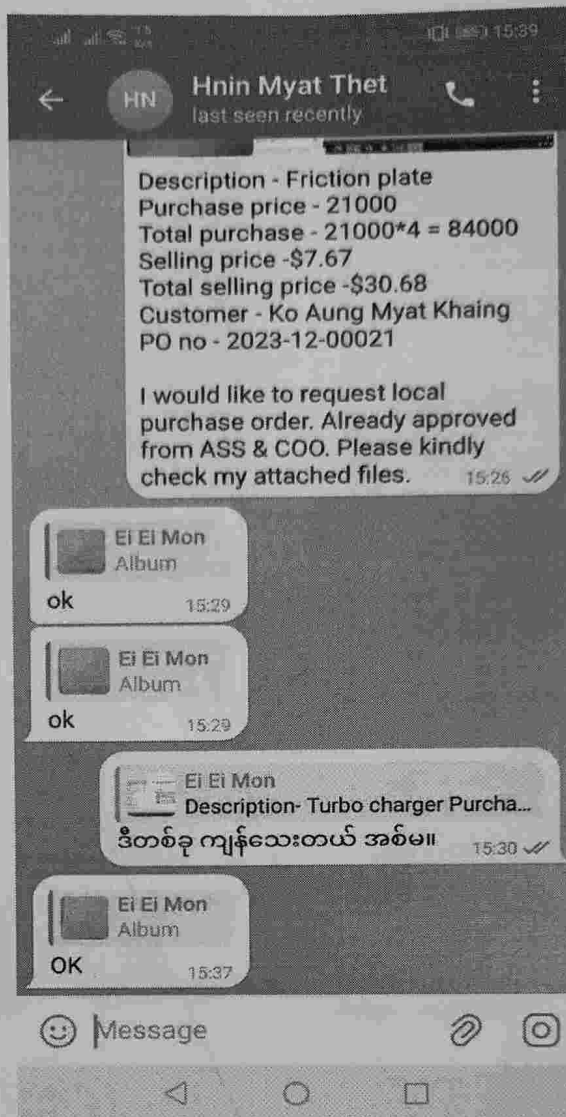 15:39
HN
Hnin Myat Thet
last seen recently
Description - Friction plate
Purchase price - 21000
Total purchase - 21000*4 = 84000
Selling price -$7.67
Total selling price -$30.68
Customer - Ko Aung Myat Khaing
PO no - 2023-12-00021
I would like to request local
purchase order. Already approved
from ASS & COO. Please kindly
check my attached files.
15:26
Ei Ei Mon
Album
ok
15:29
Ei Ei Mon
Album
ok
15:29
Ei Ei Mon
Description- Turbo charger Purcha...
ဒီတစ်ခု ကျန်သေးတယ် အစ်မ။
15:30
Ei Ei Mon
Album
OK
15:37
Message